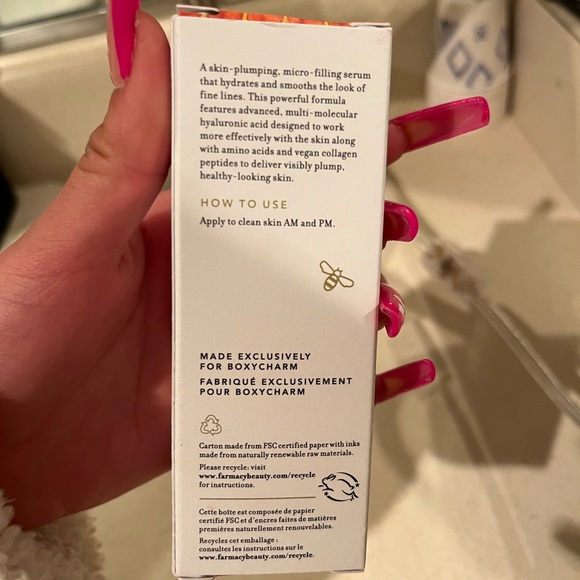 A skin-plumping, micro-filling serum
that hydrates and smooths the look of
fine lines. This powerful formula
features advanced, multi-molecular
hyaluronic acid designed to work
more effectively with the skin along
with amino acids and vegan collagen
peptides to deliver visibly plump,
healthy-looking skin.
HOW TO USE
Apply to clean skin AM and PM.
MADE EXCLUSIVELY
FOR BOXYCHARM
FABRIQUÉ EXCLUSIVEMENT
POUR BOXYCHARM
Carton made from FSC certified paper with inks
made from naturally renewable raw materials.
Please recycle: visit
www.farmacybeauty.com/recycle
for instructions.
Cette boîte est composée de papier
certifié FSC et d'encres faites de matières
premières naturellement renouvelables.
Recyclez cet emballage :
consultez les instructions sur le
www.farmacybeauty.com/recycle.